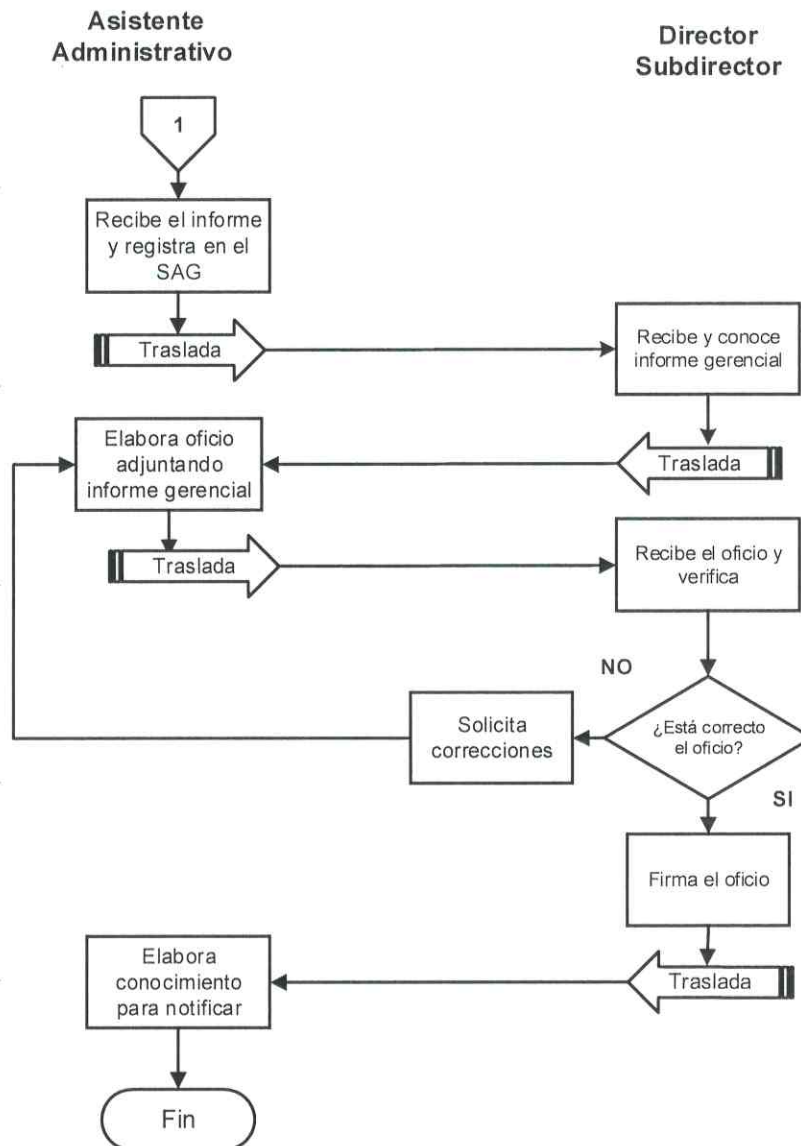 Asistente
Administrativo
Director
Subdirector
1
Recibe el informe
y registra en el
SAG
Traslada
Recibe y conoce
informe gerencial
Elabora oficio
adjuntando
informe gerencial
Traslada
Traslada
Recibe el oficio y
verifica
NO
Solicita
correcciones
¿Está correcto
el oficio?
SI
Firma el oficio
Elabora
conocimiento
para notificar
Traslada
Fin